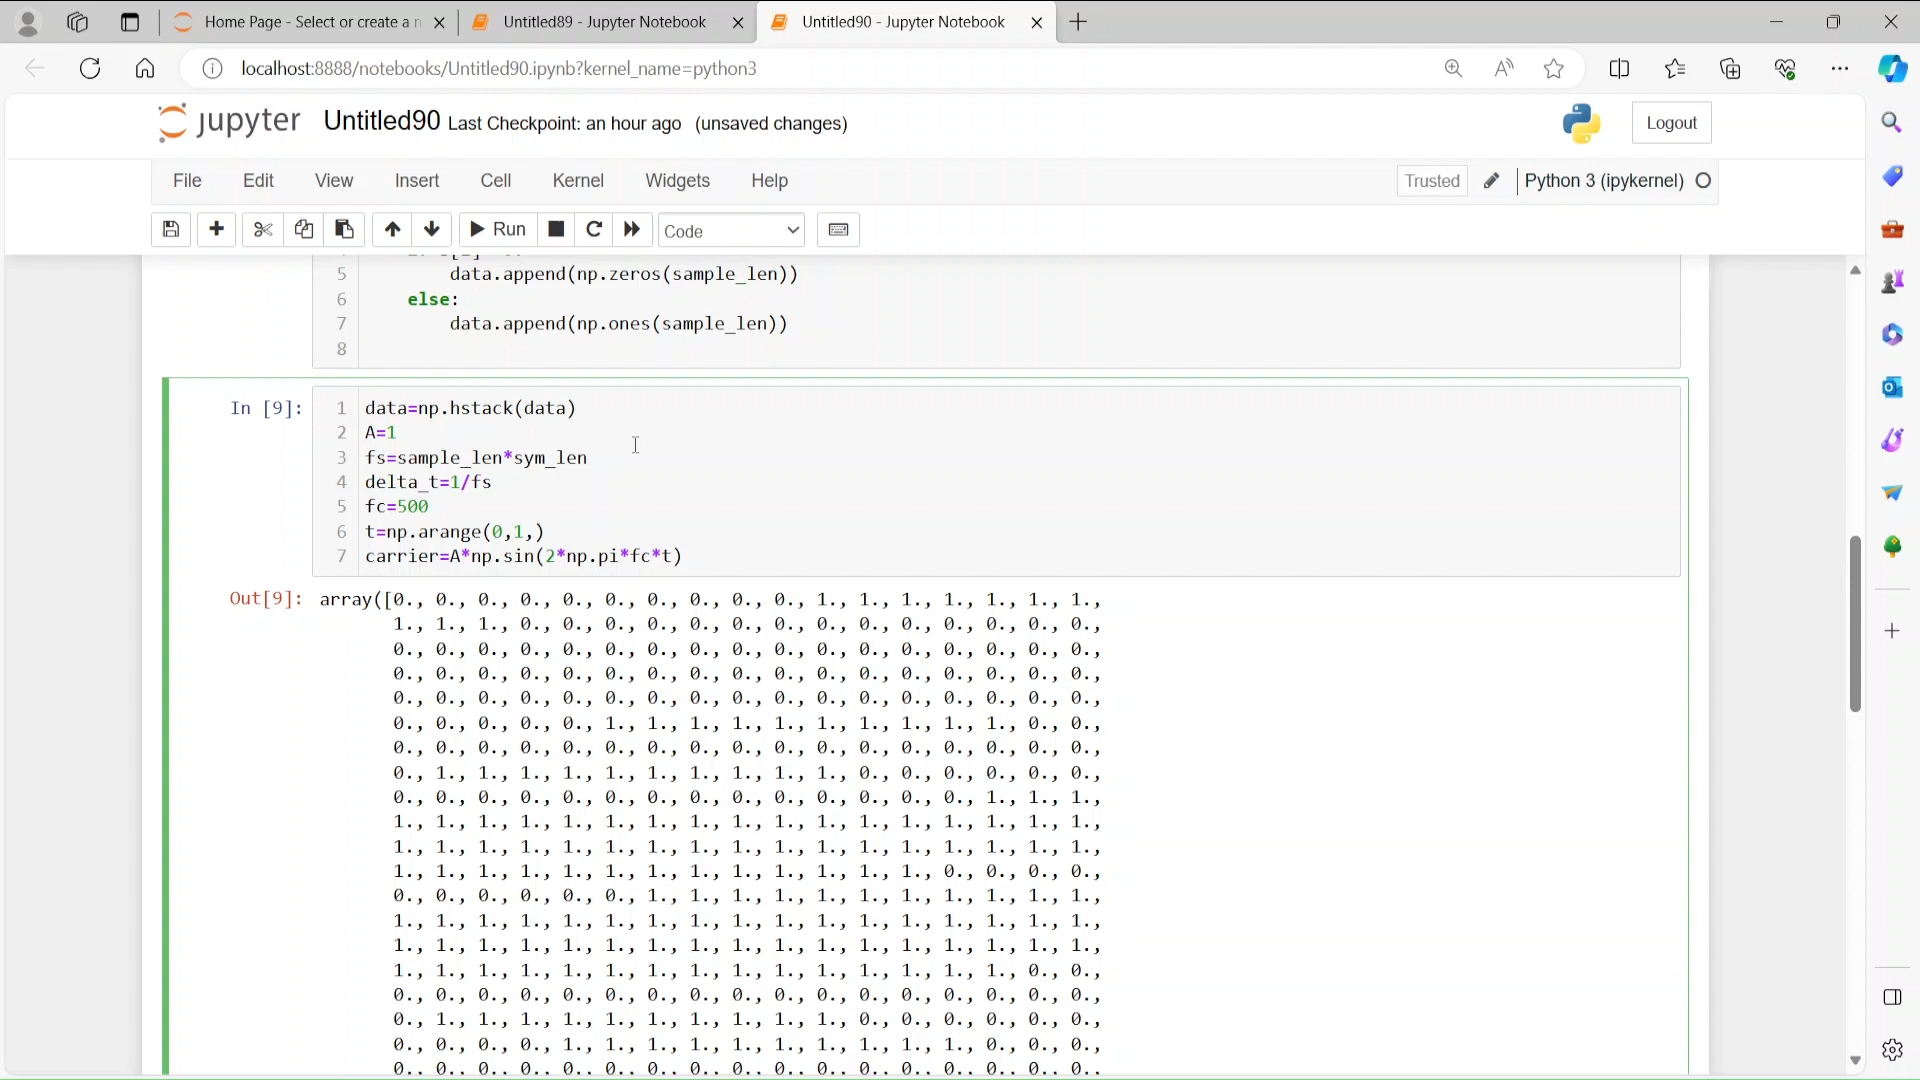 Home Page - Select or create a n
Untitled89 - Jupyter Notebook
Untitled90 - Jupyter Notebook
localhost:8888/notebooks/Untitled90.ipynb?kernel_name=python3
jupyter Untitled90 Last Checkpoint: an hour ago (unsaved changes)
Logout
File Edit View Insert Cell Kernel Widgets Help
Trusted Python 3 (ipykernel)
Run Code
5 data.append(np.zeros(sample_len))
6 else:
7 data.append(np.ones(sample_len))
8
In [9]: 1 data=np.hstack(data)
2 A=1
3 fs=sample_len*sym_len
4 delta_t=1/fs
5 fc=500
6 t=np.arange(0,1,)
7 carrier=A*np.sin(2*np.pi*fc*t)
Out[9]: array([0., 0., 0., 0., 0., 0., 0., 0., 0., 0., 1., 1., 1., 1., 1., 1., 1.,
1., 1., 1., 0., 0., 0., 0., 0., 0., 0., 0., 0., 0., 0., 0., 0., 0.,
0., 0., 0., 0., 0., 0., 0., 0., 0., 0., 0., 0., 0., 0., 0., 0., 0.,
0., 0., 0., 0., 0., 0., 0., 0., 0., 0., 0., 0., 0., 0., 0., 0., 0.,
0., 0., 0., 0., 0., 0., 0., 0., 0., 0., 0., 0., 0., 0., 0., 0., 0.,
0., 0., 0., 0., 0., 1., 1., 1., 1., 1., 1., 1., 1., 1., 1., 0., 0.,
0., 0., 0., 0., 0., 0., 0., 0., 0., 0., 0., 0., 0., 0., 0., 0., 0.,
0., 1., 1., 1., 1., 1., 1., 1., 1., 1., 1., 0., 0., 0., 0., 0., 0.,
0., 0., 0., 0., 0., 0., 0., 0., 0., 0., 0., 0., 0., 0., 1., 1., 1.,
1., 1., 1., 1., 1., 1., 1., 1., 1., 1., 1., 1., 1., 1., 1., 1., 1.,
1., 1., 1., 1., 1., 1., 1., 1., 1., 1., 1., 1., 1., 1., 1., 1., 1.,
1., 1., 1., 1., 1., 1., 1., 1., 1., 1., 1., 1., 1., 0., 0., 0., 0.,
0., 0., 0., 0., 0., 0., 1., 1., 1., 1., 1., 1., 1., 1., 1., 1., 1.,
1., 1., 1., 1., 1., 1., 1., 1., 1., 1., 1., 1., 1., 1., 1., 1., 1.,
1., 1., 1., 1., 1., 1., 1., 1., 1., 1., 1., 1., 1., 1., 1., 1., 1.,
1., 1., 1., 1., 1., 1., 1., 1., 1., 1., 1., 1., 1., 1., 1., 0., 0.,
0., 0., 0., 0., 0., 0., 0., 0., 0., 0., 0., 0., 0., 0., 0., 0., 0.,
0., 1., 1., 1., 1., 1., 1., 1., 1., 1., 1., 0., 0., 0., 0., 0., 0.,
0., 0., 0., 0., 1., 1., 1., 1., 1., 1., 1., 1., 1., 1., 0., 0., 0.,
0., 0., 0., 0., 0., 0., 0., 0., 0., 0., 0., 0., 0., 0., 0., 0., 0.,